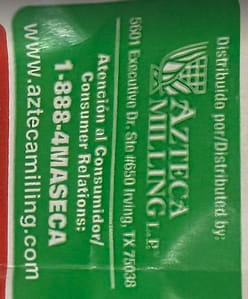 Distribuido por/Distributed by:
AZTECA
MILLING L.P.
5601 Executive Dr. Ste #650 Irving, TX 75038
Atención al Consumidor/
Consumer Relations:
1-888-4MASECA
www.aztecamilling.com